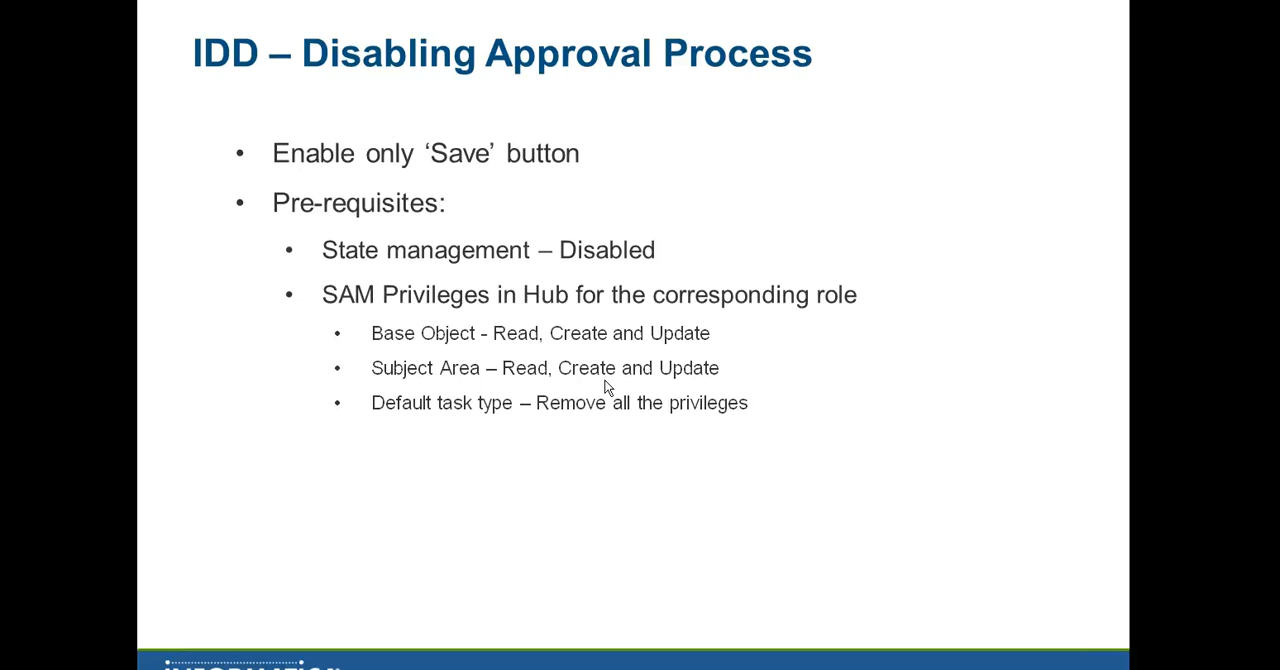 IDD – Disabling Approval Process
• Enable only ‘Save’ button
• Pre-requisites:
• State management – Disabled
• SAM Privileges in Hub for the corresponding role
• Base Object - Read, Create and Update
• Subject Area – Read, Create and Update
• Default task type – Remove all the privileges